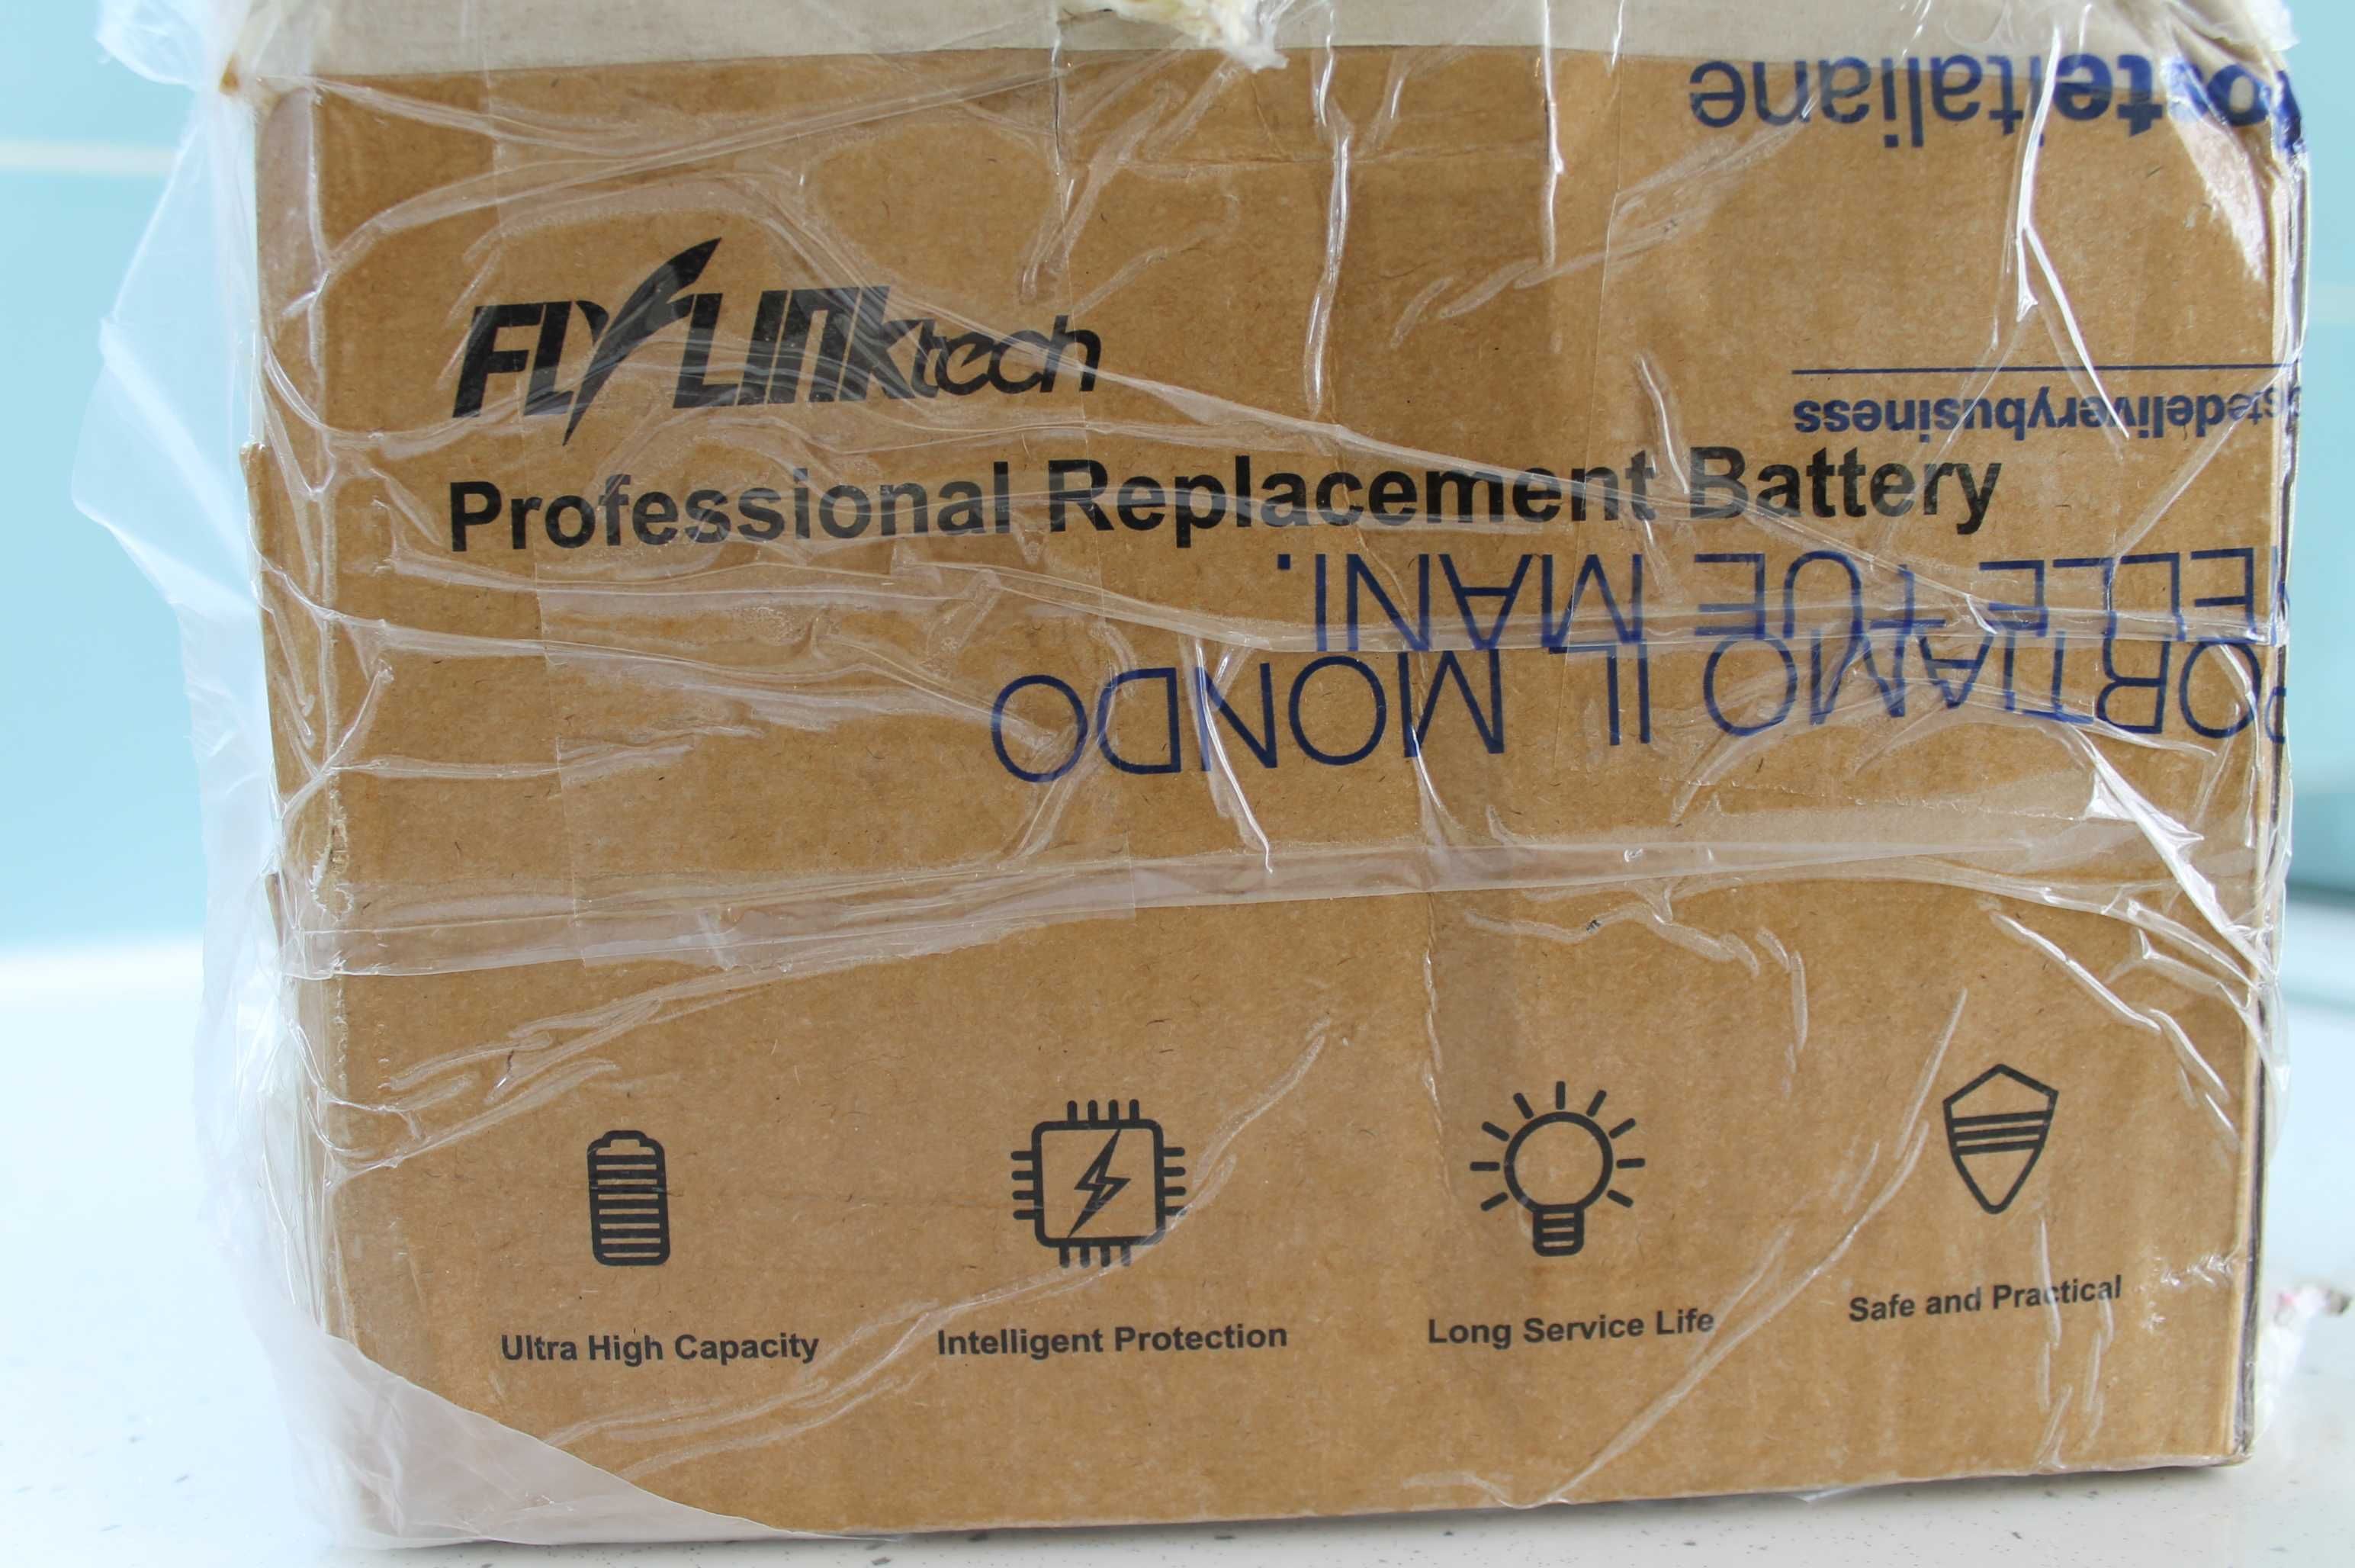 FLYLINKtech
Professional Replacement Battery
Ultra High Capacity
Intelligent Protection
Long Service Life
Safe and Practical
PORTIAMO IL MONDO
NELLE TUE MANI.
postedeliverybusiness
posteitaliane